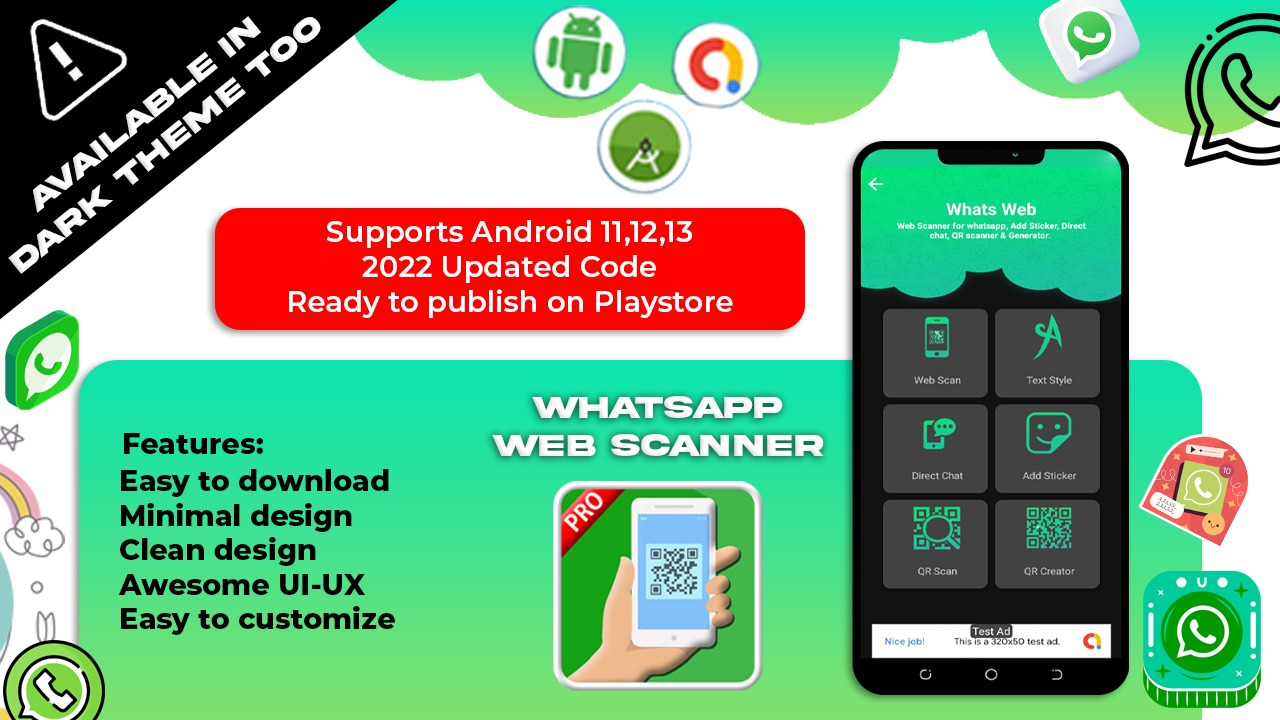 AVAILABLE IN
DARK THEME TOO
Supports Android 11,12,13
2022 Updated Code
Ready to publish on Playstore
Features:
Easy to download
Minimal design
Clean design
Awesome UI-UX
Easy to customize
WHATSAPP
WEB SCANNER
PRO
Whats Web
Web Scanner for whatsapp, Add Sticker, Direct
chat, QR scanner & Generator.
Web Scan
Text Style
Direct Chat
Add Sticker
QR Scan
QR Creator
Test Ad
Nice job!
This is a 320x50 test ad.
10